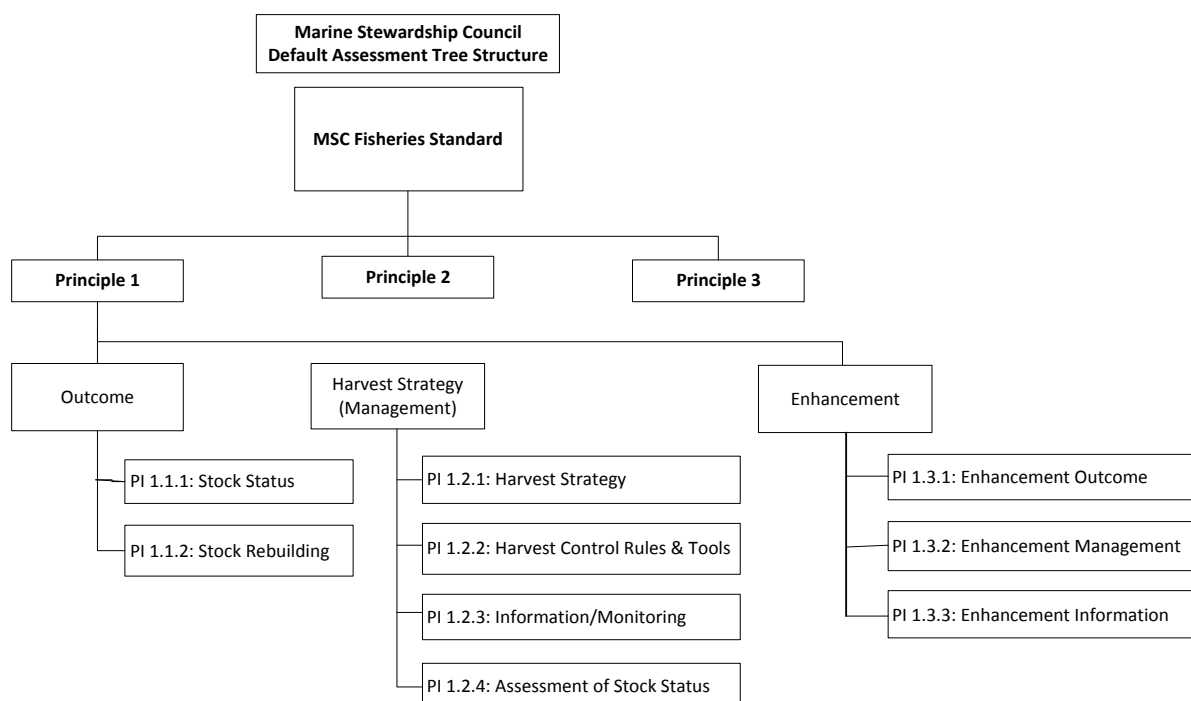 Marine Stewardship Council
Default Assessment Tree Structure
MSC Fisheries Standard
Principle 1
Principle 2
Principle 3
Outcome
Harvest Strategy
(Management)
Enhancement
PI 1.1.1: Stock Status
PI 1.1.2: Stock Rebuilding
PI 1.2.1: Harvest Strategy
PI 1.2.2: Harvest Control Rules & Tools
PI 1.2.3: Information/Monitoring
PI 1.2.4: Assessment of Stock Status
PI 1.3.1: Enhancement Outcome
PI 1.3.2: Enhancement Management
PI 1.3.3: Enhancement Information